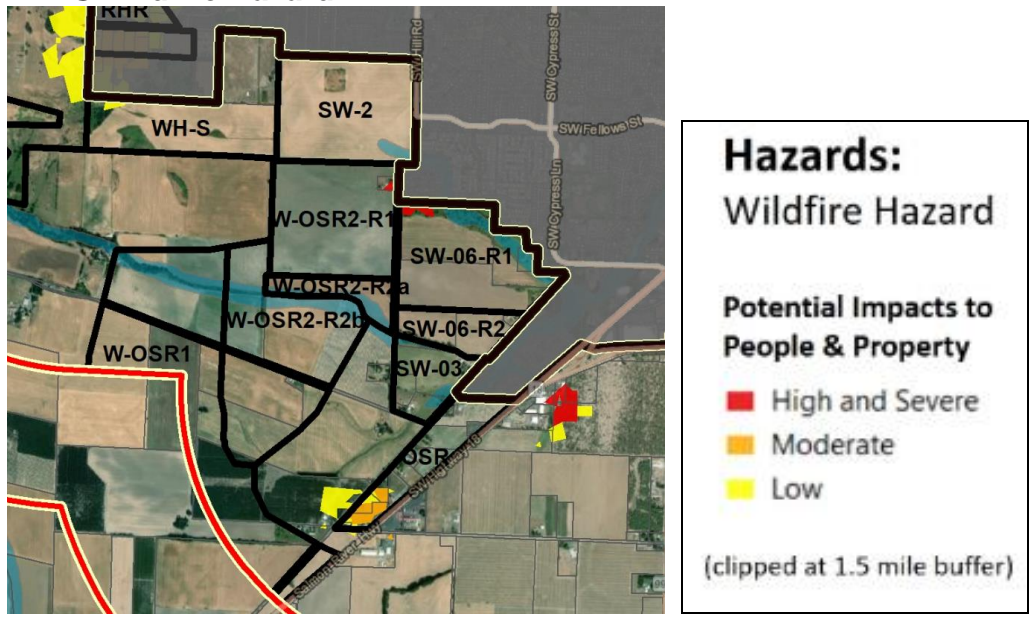 RHR
SW Hill Rd
SW Cypress St
SW-2
WH-S
SW Fellows St
SW Cypress Ln
W-OSR2-R1
SW-06-R1
W-OSR2-R2a
W-OSR2-R2b
SW-06-R2
W-OSR1
SW-03
OSR
SW Highway 18
Salmon River Hwy
Hazards:
Wildfire Hazard
Potential Impacts to
People & Property
High and Severe
Moderate
Low
(clipped at 1.5 mile buffer)